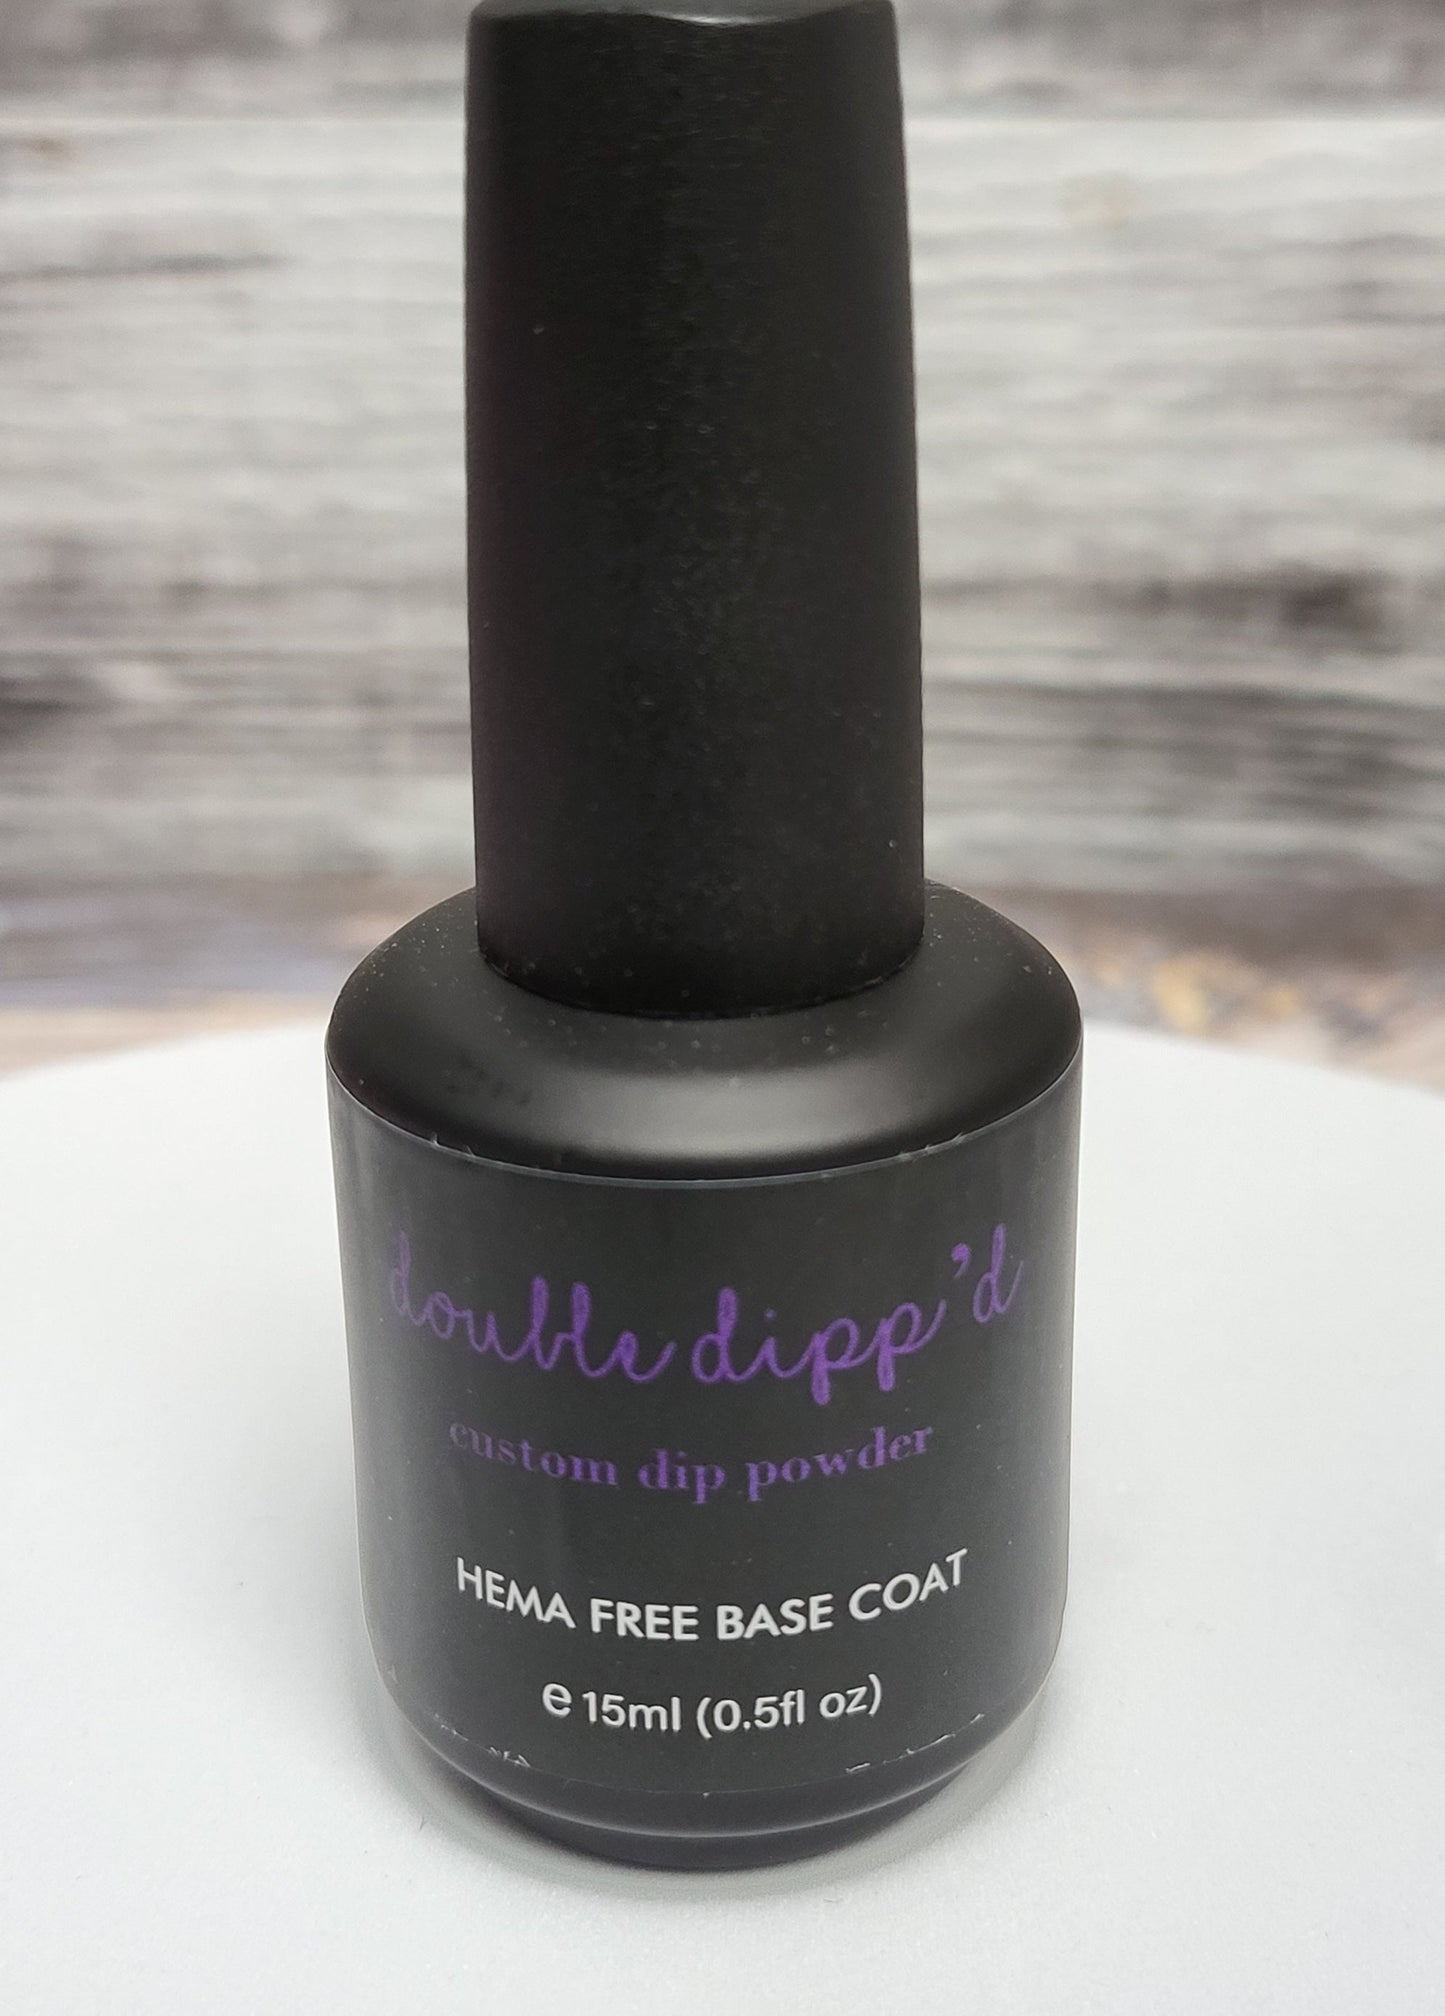 double dipp'd
custom dip powder
HEMA FREE BASE COAT
e 15ml (0.5fl oz)